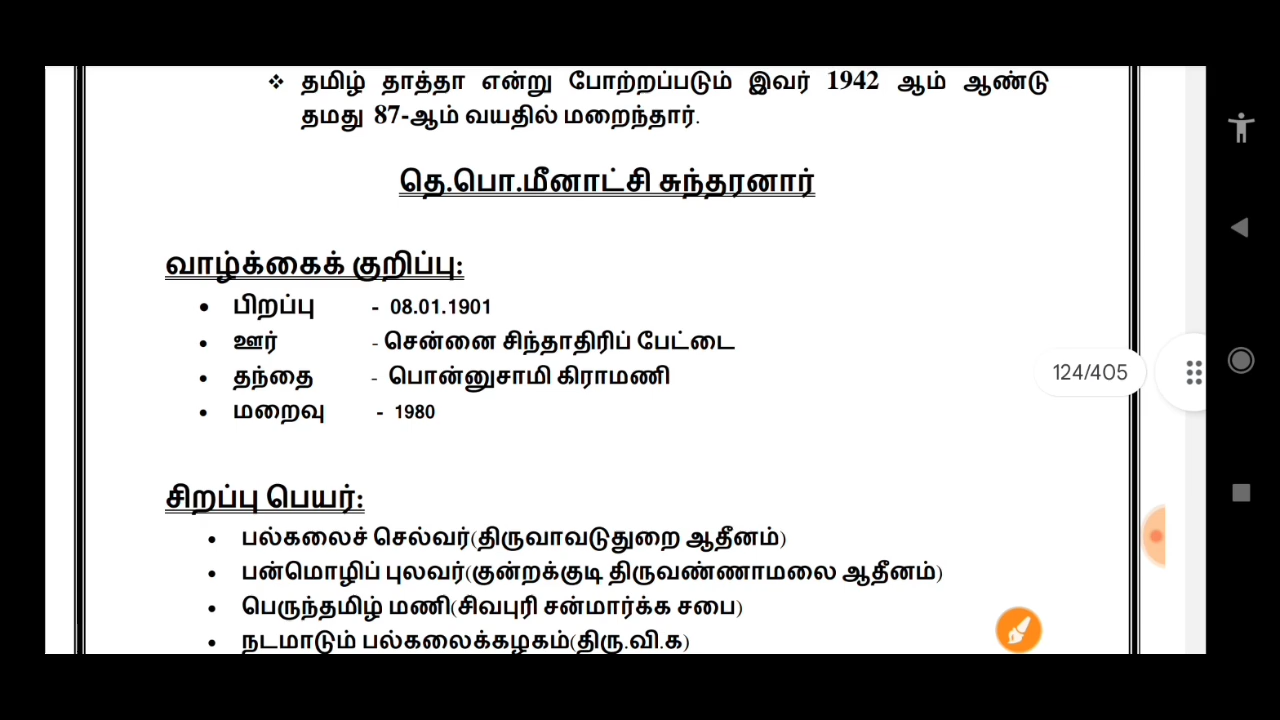 ❖ தமிழ் தாத்தா என்று போற்றப்படும் இவர் 1942 ஆம் ஆண்டு
தமது 87-ஆம் வயதில் மறைந்தார்.
தெ.பொ.மீனாட்சி சுந்தரனார்
வாழ்க்கைக் குறிப்பு:
• பிறப்பு - 08.01.1901
• ஊர் - சென்னை சிந்தாதிரிப் பேட்டை
• தந்தை - பொன்னுசாமி கிராமணி
• மறைவு - 1980
124/405
சிறப்பு பெயர்:
• பல்கலைச் செல்வர்(திருவாவடுதுறை ஆதீனம்)
• பன்மொழிப் புலவர்(குன்றக்குடி திருவண்ணாமலை ஆதீனம்)
• பெருந்தமிழ் மணி(சிவபுரி சன்மார்க்க சபை)
• நடமாடும் பல்கலைக்கழகம்(திரு.வி.க)